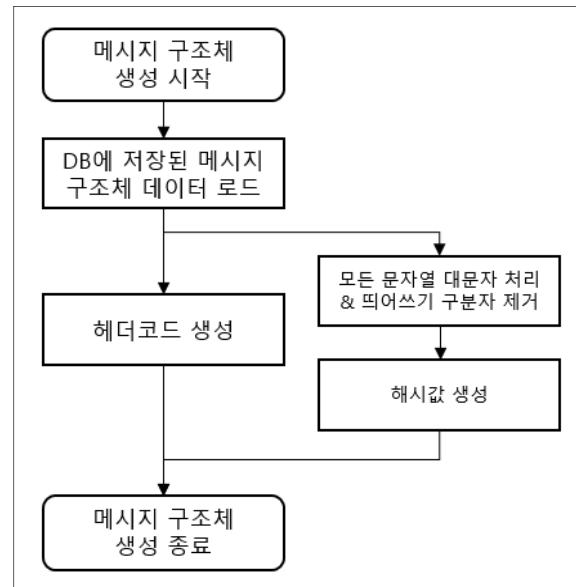 메시지 구조체
생성 시작
DB에 저장된 메시지
구조체 데이터 로드
모든 문자열 대문자 처리
& 띄어쓰기 구분자 제거
헤더코드 생성
해시값 생성
메시지 구조체
생성 종료